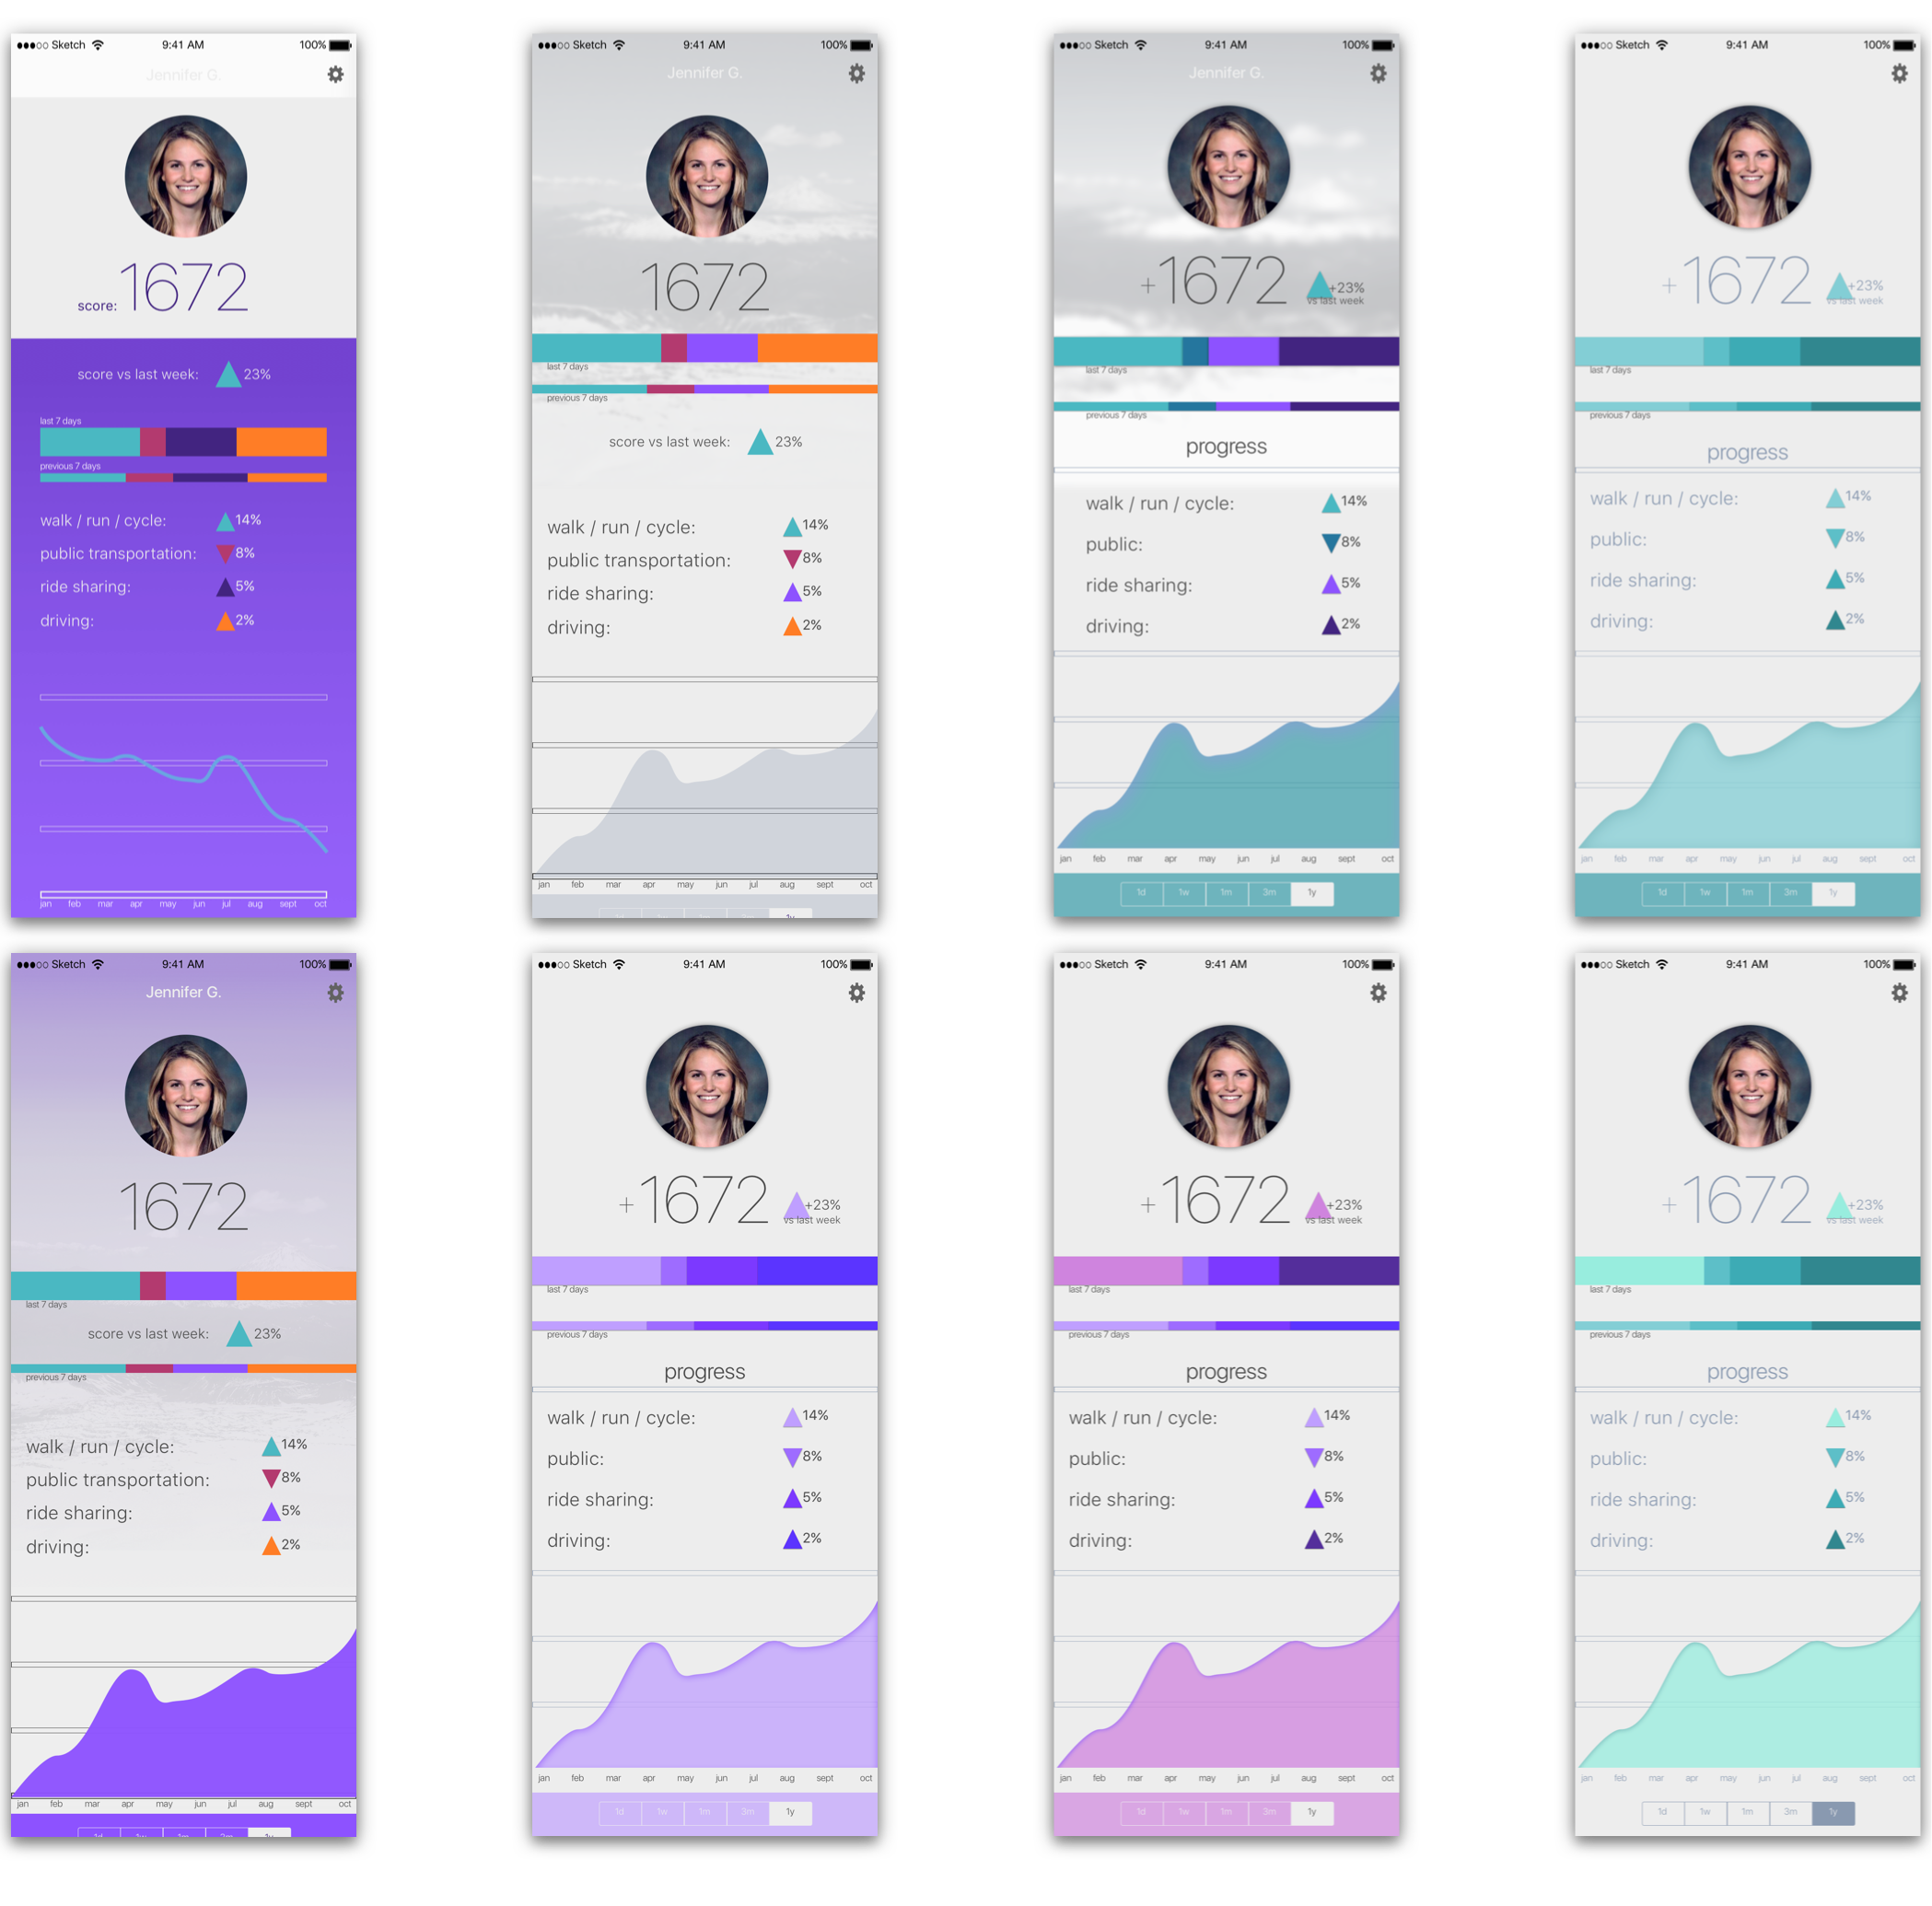 ●●●○○ Sketch 9:41 AM 100%
Jennifer G.
1672
score:
score vs last week: 23%
last 7 days
previous 7 days
walk / run / cycle: 14%
public transportation: 8%
ride sharing: 5%
driving: 2%
jan feb mar apr may jun jul aug sept oct
●●●○○ Sketch 9:41 AM 100%
Jennifer G.
1672
last 7 days
previous 7 days
score vs last week: 23%
walk / run / cycle: 14%
public transportation: 8%
ride sharing: 5%
driving: 2%
jan feb mar apr may jun jul aug sept oct
1y
●●●○○ Sketch 9:41 AM 100%
Jennifer G.
+1672 +23%
vs last week
last 7 days
previous 7 days
progress
walk / run / cycle: 14%
public: 8%
ride sharing: 5%
driving: 2%
jan feb mar apr may jun jul aug sept oct
1d 1w 1m 3m 1y
●●●○○ Sketch 9:41 AM 100%
+1672 +23%
vs last week
last 7 days
previous 7 days
progress
walk / run / cycle: 14%
public: 8%
ride sharing: 5%
driving: 2%
jan feb mar apr may jun jul aug sept oct
1d 1w 1m 3m 1y
●●●○○ Sketch 9:41 AM 100%
Jennifer G.
1672
last 7 days
score vs last week: 23%
previous 7 days
walk / run / cycle: 14%
public transportation: 8%
ride sharing: 5%
driving: 2%
jan feb mar apr may jun jul aug sept oct
1d 1w 1m 3m 1y
●●●○○ Sketch 9:41 AM 100%
+1672 +23%
vs last week
last 7 days
previous 7 days
progress
walk / run / cycle: 14%
public: 8%
ride sharing: 5%
driving: 2%
jan feb mar apr may jun jul aug sept oct
1d 1w 1m 3m 1y
●●●○○ Sketch 9:41 AM 100%
+1672 +23%
vs last week
last 7 days
previous 7 days
progress
walk / run / cycle: 14%
public: 8%
ride sharing: 5%
driving: 2%
jan feb mar apr may jun jul aug sept oct
1d 1w 1m 3m 1y
●●●○○ Sketch 9:41 AM 100%
+1672 +23%
vs last week
last 7 days
previous 7 days
progress
walk / run / cycle: 14%
public: 8%
ride sharing: 5%
driving: 2%
jan feb mar apr may jun jul aug sept oct
1d 1w 1m 3m 1y